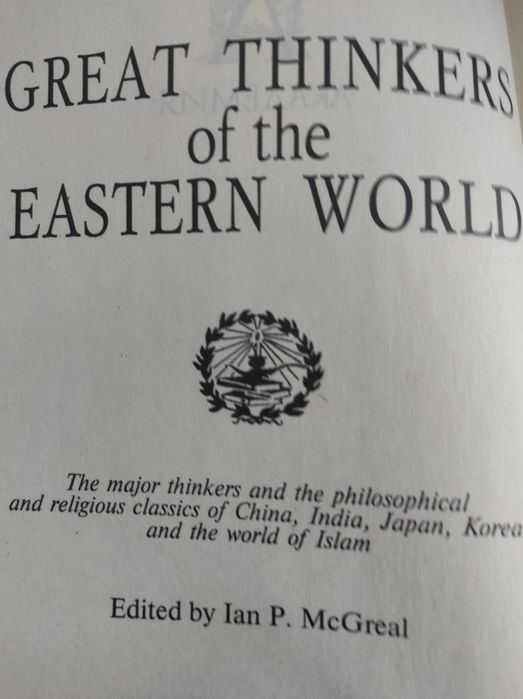 GREAT THINKERS
of the
EASTERN WORLD
The major thinkers and the philosophical
and religious classics of China, India, Japan, Korea
and the world of Islam
Edited by Ian P. McGreal